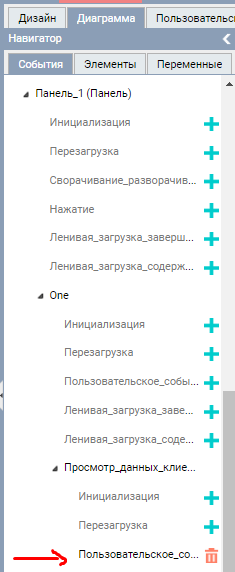 Дизайн Диаграмма Пользовательс
Навигатор
События Элементы Переменные
Панель_1 (Панель)
Инициализация
Перезагрузка
Сворачивание_разворачив...
Нажатие
Ленивая_загрузка_заверш...
Ленивая_загрузка_содерж...
One
Инициализация
Перезагрузка
Пользовательское_собы...
Ленивая_загрузка_заве...
Ленивая_загрузка_соде...
Просмотр_данных_клие...
Инициализация
Перезагрузка
Пользовательское_со...